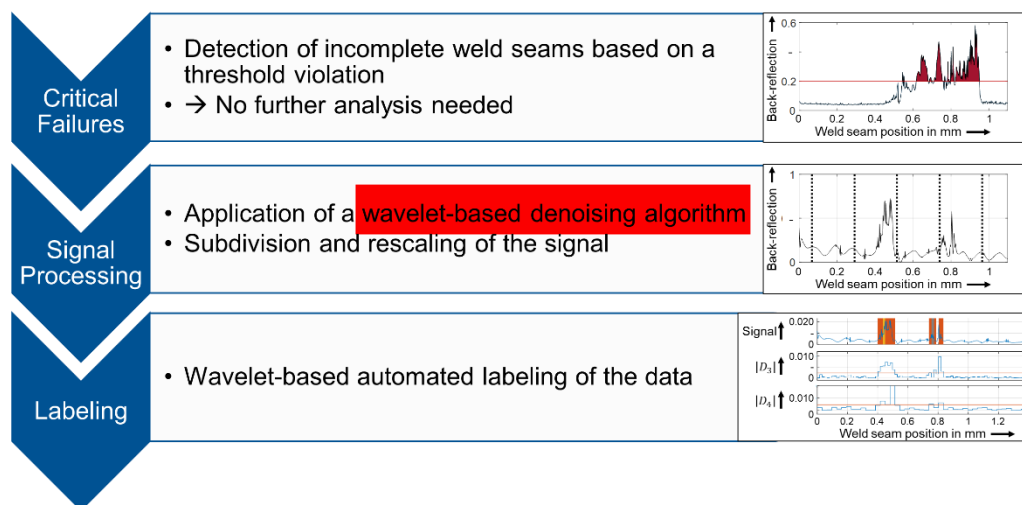 Critical
Failures
• Detection of incomplete weld seams based on a
threshold violation
• → No further analysis needed
Back-reflection
0.6
-
0.2
0
0 0.2 0.4 0.6 0.8 1
Weld seam position in mm
Signal
Processing
• Application of a wavelet-based denoising algorithm
• Subdivision and rescaling of the signal
Back-reflection
1
-
0
0 0.2 0.4 0.6 0.8 1
Weld seam position in mm
Labeling
• Wavelet-based automated labeling of the data
Signal
0.020
-
0
|D₃|
0.010
0
|D₄|
0.010
0 0.2 0.4 0.6 0.8 1 1.2
Weld seam position in mm